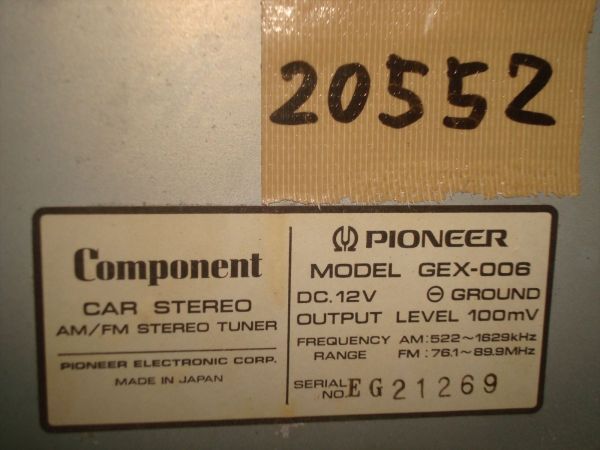 20552
Component
CAR STEREO
AM/FM STEREO TUNER
PIONEER ELECTRONIC CORP.
MADE IN JAPAN
PIONEER
MODEL GEX-006
DC.12V ⊖ GROUND
OUTPUT LEVEL 100mV
FREQUENCY RANGE AM:522~1629kHz
FM:76.1~89.9MHz
SERIAL NO. EG21269